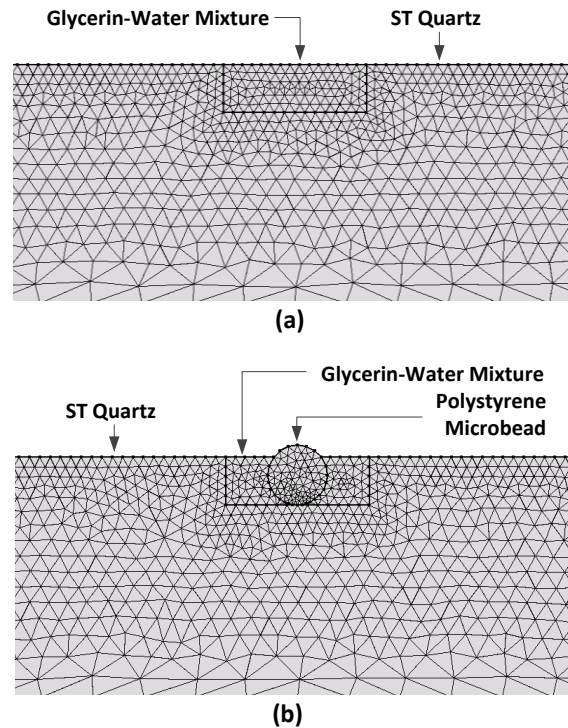 Glycerin-Water Mixture
ST Quartz
(a)
Glycerin-Water Mixture
ST Quartz
Polystyrene
Microbead
(b)